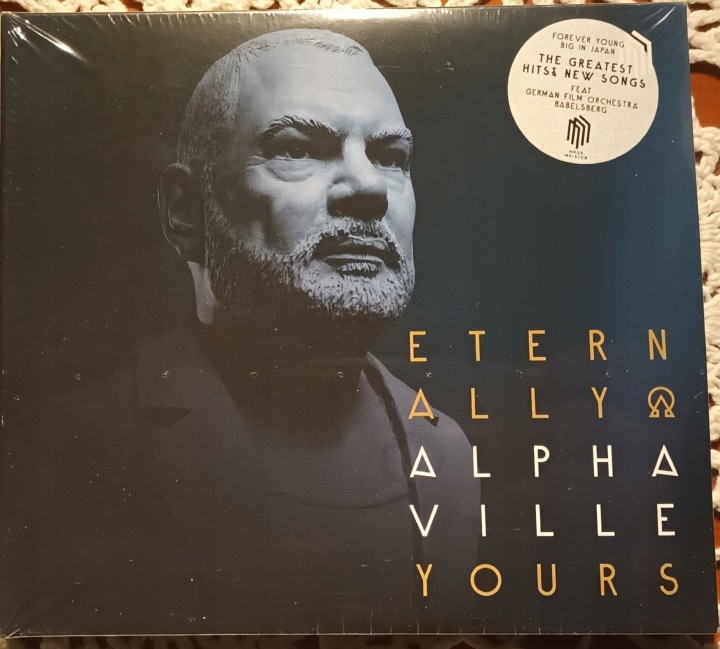 FOREVER YOUNG
BIG IN JAPAN
THE GREATEST
HITS & NEW SONGS
FEAT
GERMAN FILM ORCHESTRA
BABELSBERG
NEUE
MEISTER
ETERN
ALLY
ALPHA
VILLE
YOURS